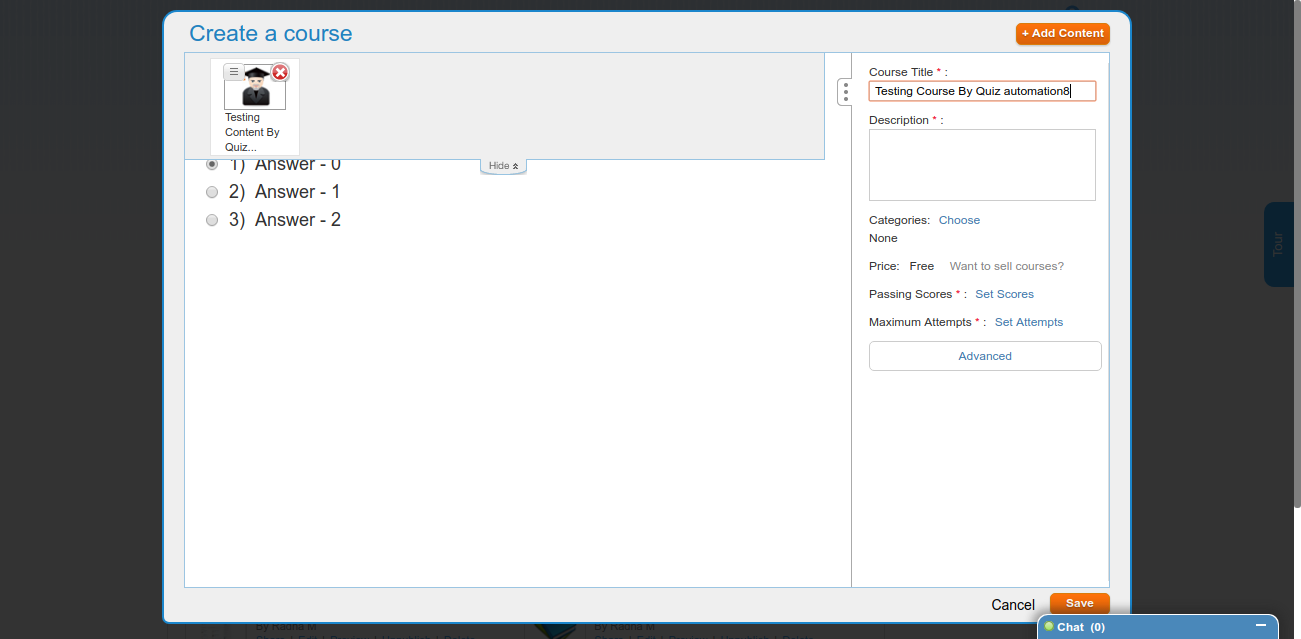 Create a course
+ Add Content
Testing
Content By
Quiz...
Hide
1) Answer - 0
2) Answer - 1
3) Answer - 2
Course Title * :
Testing Course By Quiz automation8
Description * :
Categories: Choose
None
Price: Free Want to sell courses?
Passing Scores * : Set Scores
Maximum Attempts * : Set Attempts
Advanced
Tour
Cancel
Save
Chat (0)
By Radha M
By Radha M